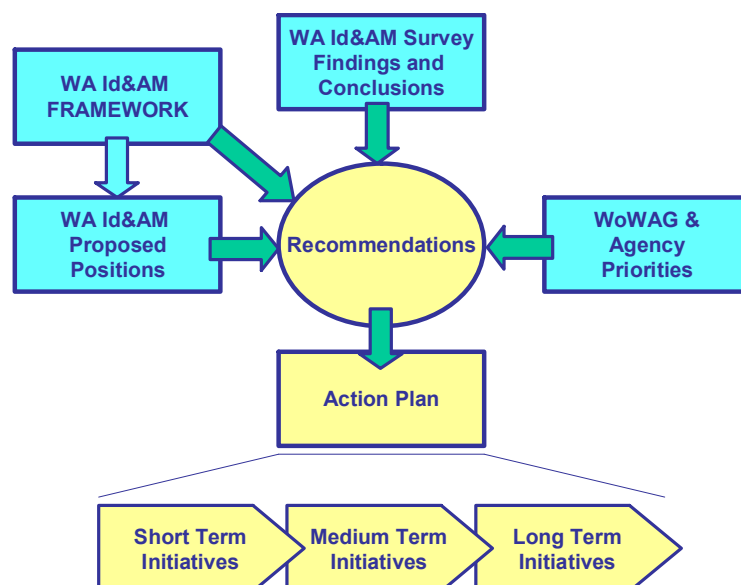 WA Id&AM
FRAMEWORK
WA Id&AM Survey
Findings and
Conclusions
WA Id&AM
Proposed
Positions
Recommendations
WoWAG &
Agency
Priorities
Action Plan
Short Term
Initiatives
Medium Term
Initiatives
Long Term
Initiatives